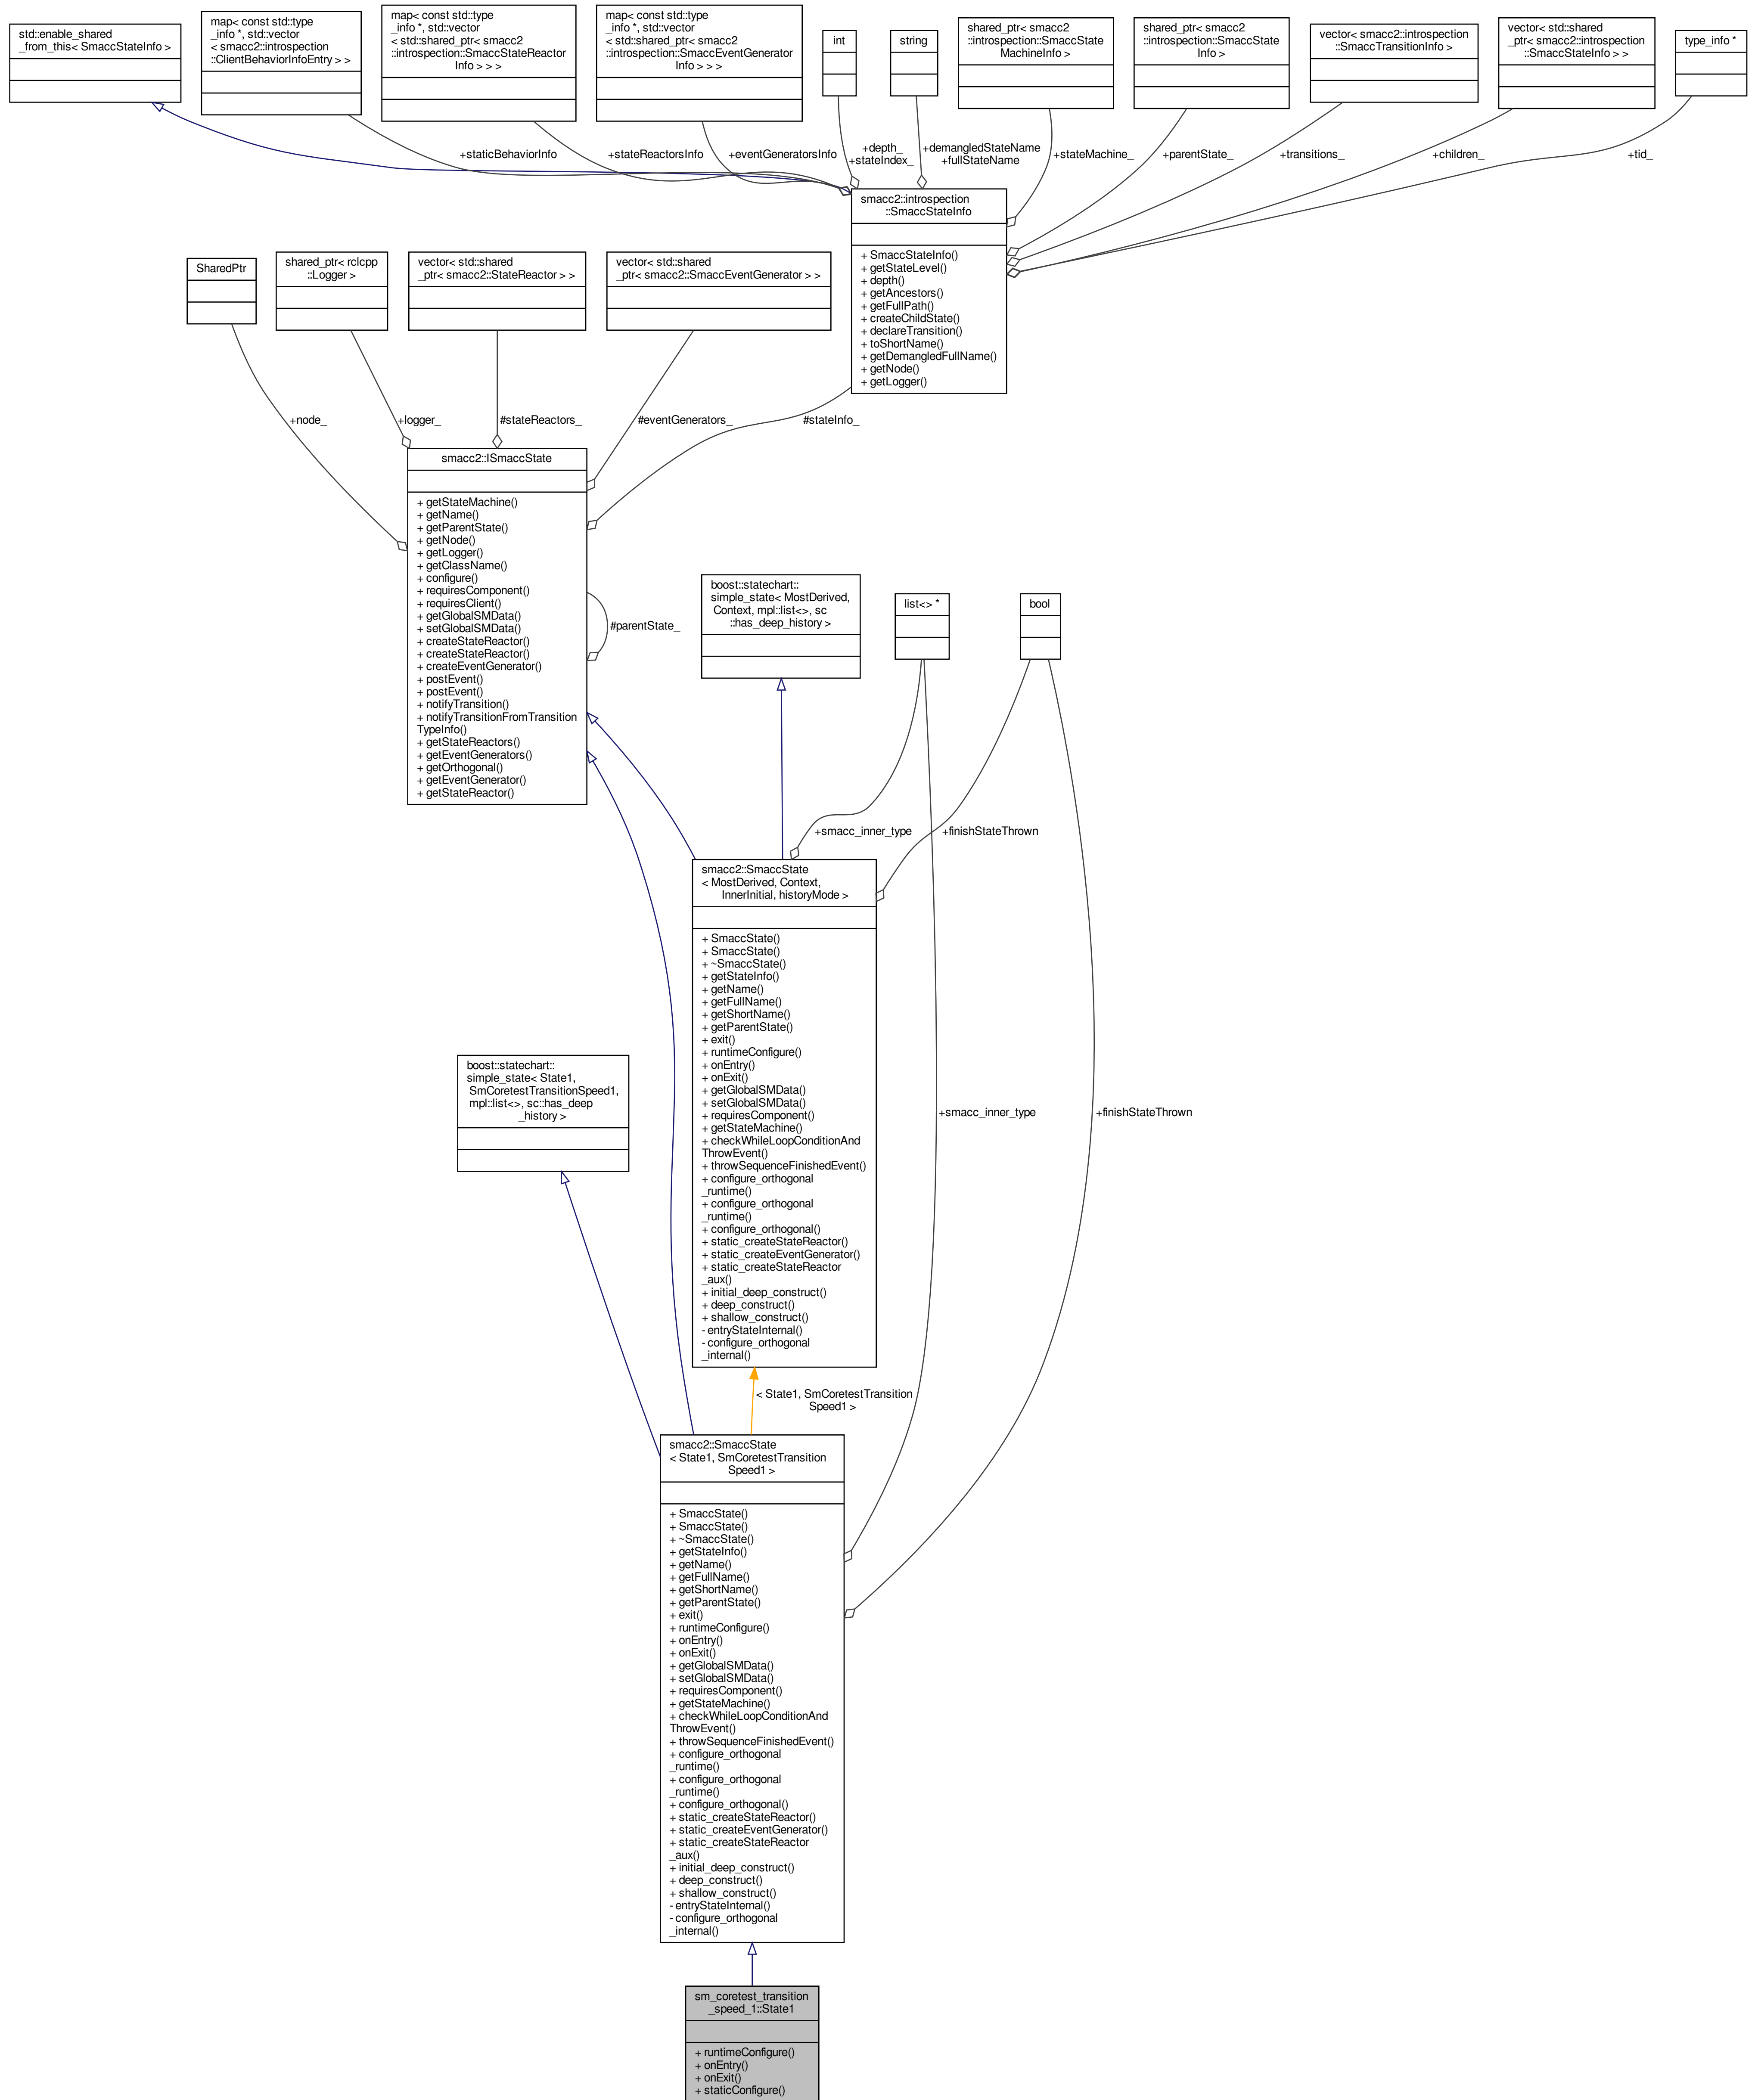 std::enable_shared
_from_this< SmaccStateInfo >
map< const std::type
_info *, std::vector
< smacc2::introspection
::ClientBehaviorInfoEntry > >
map< const std::type
_info *, std::vector
< std::shared_ptr< smacc2
::introspection::SmaccStateReactor
Info > > >
map< const std::type
_info *, std::vector
< std::shared_ptr< smacc2
::introspection::SmaccEventGenerator
Info > > >
int
string
shared_ptr< smacc2
::introspection::SmaccState
MachineInfo >
shared_ptr< smacc2
::introspection::SmaccState
Info >
vector< smacc2::introspection
::SmaccTransitionInfo >
vector< std::shared
_ptr< smacc2::introspection
::SmaccStateInfo > >
type_info *
+staticBehaviorInfo
+stateReactorsInfo
+eventGeneratorsInfo
+depth_
+stateIndex_
+demangledStateName
+fullStateName
+stateMachine_
+parentState_
+transitions_
+children_
+tid_
smacc2::introspection
::SmaccStateInfo
+ SmaccStateInfo()
+ getStateLevel()
+ depth()
+ getAncestors()
+ getFullPath()
+ createChildState()
+ declareTransition()
+ toShortName()
+ getDemangledFullName()
+ getNode()
+ getLogger()
SharedPtr
shared_ptr< rclcpp
::Logger >
vector< std::shared
_ptr< smacc2::StateReactor > >
vector< std::shared
_ptr< smacc2::SmaccEventGenerator > >
+node_
+logger_
#stateReactors_
#eventGenerators_
#stateInfo_
smacc2::ISmaccState
+ getStateMachine()
+ getName()
+ getParentState()
+ getNode()
+ getLogger()
+ getClassName()
+ configure()
+ requiresComponent()
+ requiresClient()
+ getGlobalSMData()
+ setGlobalSMData()
+ createStateReactor()
+ createStateReactor()
+ createEventGenerator()
+ postEvent()
+ postEvent()
+ notifyTransition()
+ notifyTransitionFromTransition
TypeInfo()
+ getStateReactors()
+ getEventGenerators()
+ getOrthogonal()
+ getEventGenerator()
+ getStateReactor()
#parentState_
boost::statechart::
simple_state< MostDerived,
Context, mpl::list<>, sc
::has_deep_history >
list<> *
bool
+smacc_inner_type
+finishStateThrown
smacc2::SmaccState
< MostDerived, Context,
InnerInitial, historyMode >
+ SmaccState()
+ SmaccState()
+ ~SmaccState()
+ getStateInfo()
+ getName()
+ getFullName()
+ getShortName()
+ getParentState()
+ exit()
+ runtimeConfigure()
+ onEntry()
+ onExit()
+ getGlobalSMData()
+ setGlobalSMData()
+ requiresComponent()
+ getStateMachine()
+ checkWhileLoopConditionAnd
ThrowEvent()
+ throwSequenceFinishedEvent()
+ configure_orthogonal
_runtime()
+ configure_orthogonal
_runtime()
+ configure_orthogonal()
+ static_createStateReactor()
+ static_createEventGenerator()
+ static_createStateReactor
_aux()
+ initial_deep_construct()
+ deep_construct()
+ shallow_construct()
- entryStateInternal()
- configure_orthogonal
_internal()
boost::statechart::
simple_state< State1,
SmCoretestTransitionSpeed1,
mpl::list<>, sc::has_deep
_history >
+smacc_inner_type
+finishStateThrown
< State1, SmCoretestTransition
Speed1 >
smacc2::SmaccState
< State1, SmCoretestTransition
Speed1 >
+ SmaccState()
+ SmaccState()
+ ~SmaccState()
+ getStateInfo()
+ getName()
+ getFullName()
+ getShortName()
+ getParentState()
+ exit()
+ runtimeConfigure()
+ onEntry()
+ onExit()
+ getGlobalSMData()
+ setGlobalSMData()
+ requiresComponent()
+ getStateMachine()
+ checkWhileLoopConditionAnd
ThrowEvent()
+ throwSequenceFinishedEvent()
+ configure_orthogonal
_runtime()
+ configure_orthogonal
_runtime()
+ configure_orthogonal()
+ static_createStateReactor()
+ static_createEventGenerator()
+ static_createStateReactor
_aux()
+ initial_deep_construct()
+ deep_construct()
+ shallow_construct()
- entryStateInternal()
- configure_orthogonal
_internal()
sm_coretest_transition
_speed_1::State1
+ runtimeConfigure()
+ onEntry()
+ onExit()
+ staticConfigure()